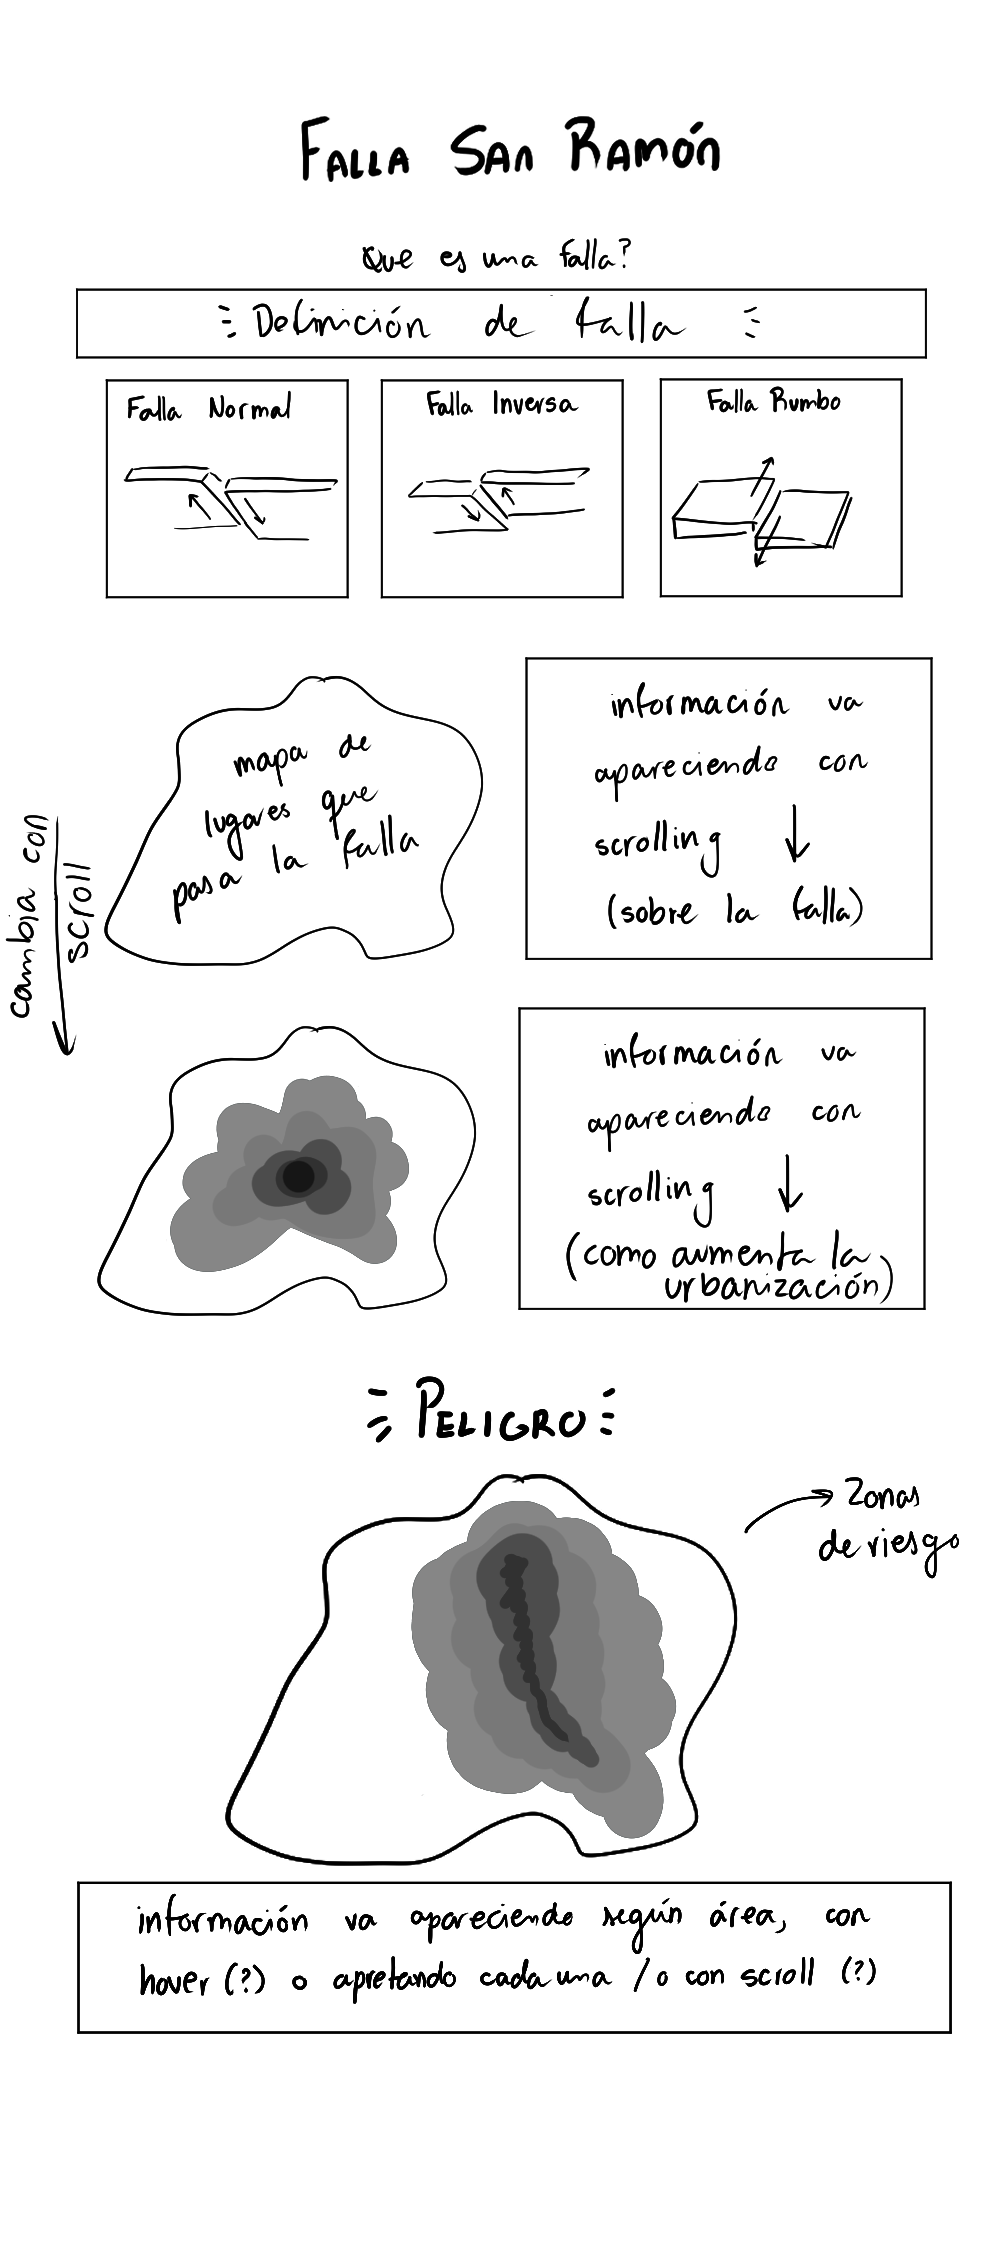 FALLA SAN RAMÓN
Que es una falla?
Definición de falla
Falla Normal
Falla Inversa
Falla Rumbo
mapa de
lugares que
pasa la falla
información va
apareciendo con
scrolling
(sobre la falla)
cambia con
scroll
información va
apareciendo con
scrolling
(como aumenta la
urbanización)
PELIGRO
Zonas
de riesgo
información va apareciendo según área, con
hover (?) o apretando cada una / o con scroll (?)